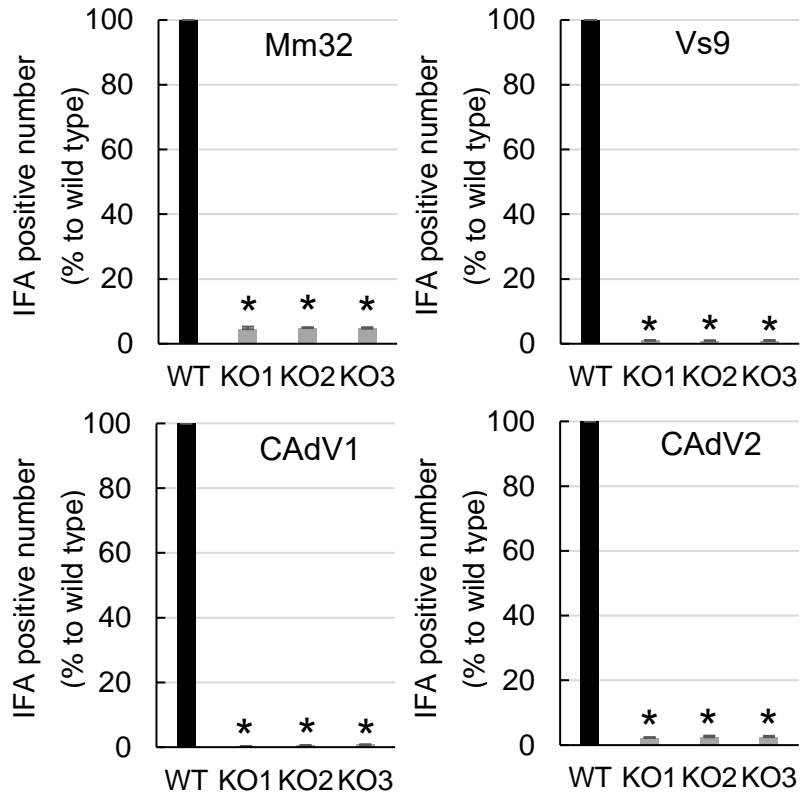 Mm32
IFA positive number
(% to wild type)
100
80
60
40
20
0
* * *
WT KO1 KO2 KO3
Vs9
IFA positive number
(% to wild type)
100
80
60
40
20
0
* * *
WT KO1 KO2 KO3
CAdV1
IFA positive number
(% to wild type)
100
80
60
40
20
0
* * *
WT KO1 KO2 KO3
CAdV2
IFA positive number
(% to wild type)
100
80
60
40
20
0
* * *
WT KO1 KO2 KO3